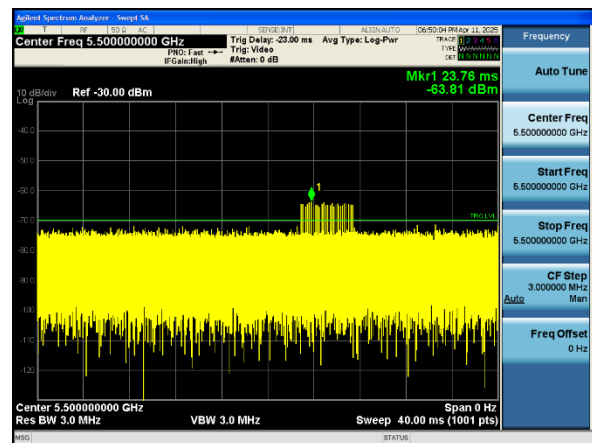 Agilent Spectrum Analyzer - Swept SA
T RF 50 Ω AC SENSE:INT ALIGN AUTO 06:50:04 PM Apr 11, 2025
Center Freq 5.500000000 GHz
PNO: Fast
IFGain:High
Trig Delay: -23.00 ms
Trig: Video
#Atten: 0 dB
Avg Type: Log-Pwr
TRACE 1 2 3 4 5 6
TYPE
DET N N N N N N
Mkr1 23.76 ms
-63.81 dBm
10 dB/div
Log
Ref -30.00 dBm
-40.0
-50.0
-60.0
-70.0
-80.0
-90.0
-100
-110
-120
1
TRIG LVL
Center 5.500000000 GHz
Span 0 Hz
Res BW 3.0 MHz
VBW 3.0 MHz
Sweep 40.00 ms (1001 pts)
MSG
STATUS
Frequency
Auto Tune
Center Freq
5.500000000 GHz
Start Freq
5.500000000 GHz
Stop Freq
5.500000000 GHz
CF Step
3.000000 MHz
Auto Man
Freq Offset
0 Hz